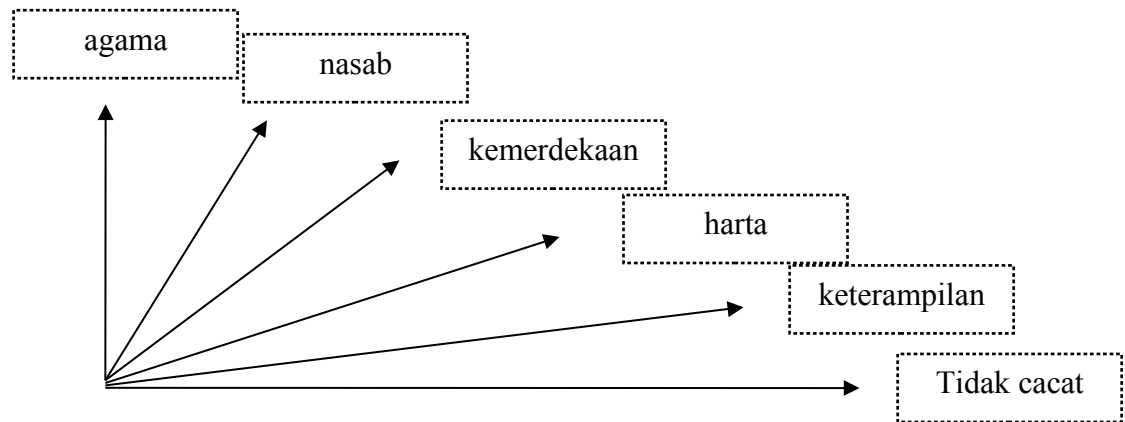 agama
nasab
kemerdekaan
harta
keterampilan
Tidak cacat